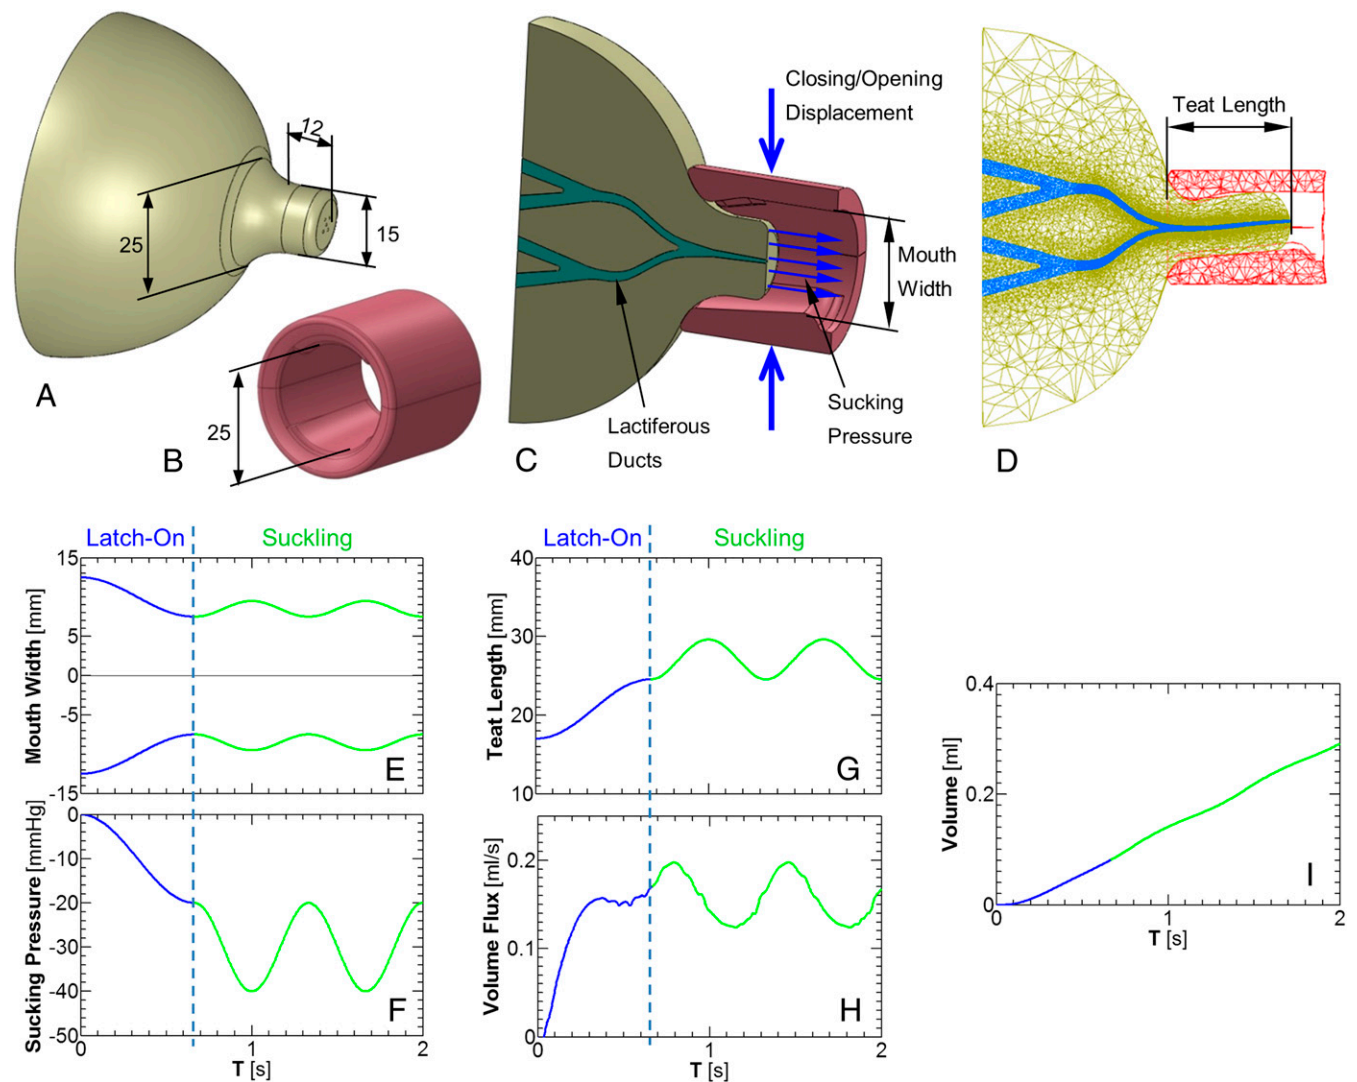 12
25
15
A
25
B
Closing/Opening
Displacement
Mouth
Width
Sucking
Pressure
Lactiferous
Ducts
C
Teat Length
D
Latch-On Suckling
Mouth Width [mm]
15
10
5
0
-5
-10
-15
E
Sucking Pressure [mmHg]
0
-10
-20
-30
-40
-50
F
0 1 2
T [s]
Latch-On Suckling
Teat Length [mm]
40
30
20
10
G
Volume Flux [ml/s]
0.2
0.1
0
H
0 1 2
T [s]
Volume [ml]
0.4
0.2
0
I
0 1 2
T [s]